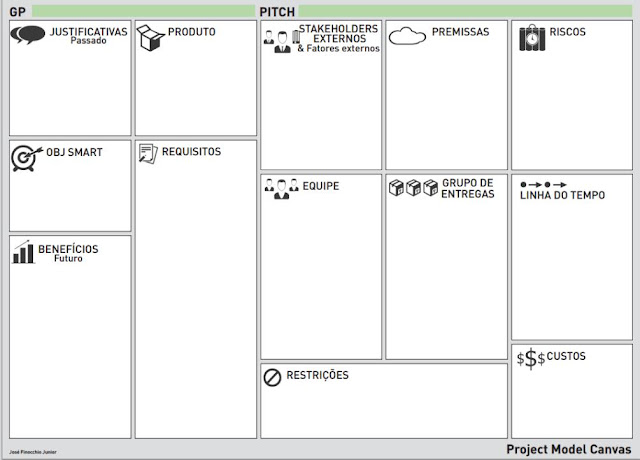 GP
PITCH
JUSTIFICATIVAS
Passado
PRODUTO
STAKEHOLDERS
EXTERNOS
& Fatores externos
PREMISSAS
RISCOS
OBJ SMART
REQUISITOS
EQUIPE
GRUPO DE
ENTREGAS
LINHA DO TEMPO
BENEFÍCIOS
Futuro
RESTRIÇÕES
$$$ CUSTOS
José Finocchio Junior
Project Model Canvas